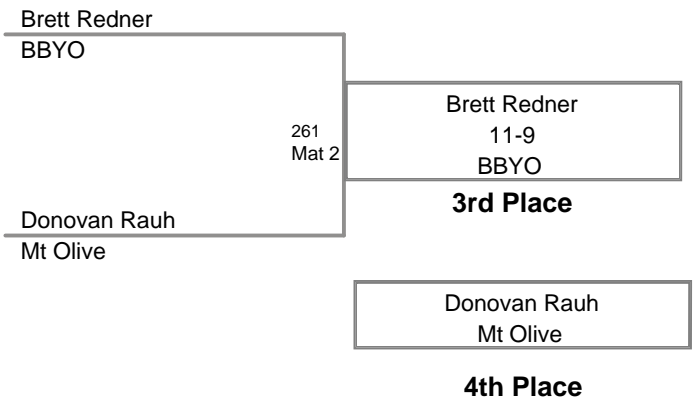 Brett Redner
BBYO
261
Mat 2
Brett Redner
11-9
BBYO
3rd Place
Donovan Rauh
Mt Olive
Donovan Rauh
Mt Olive
4th Place